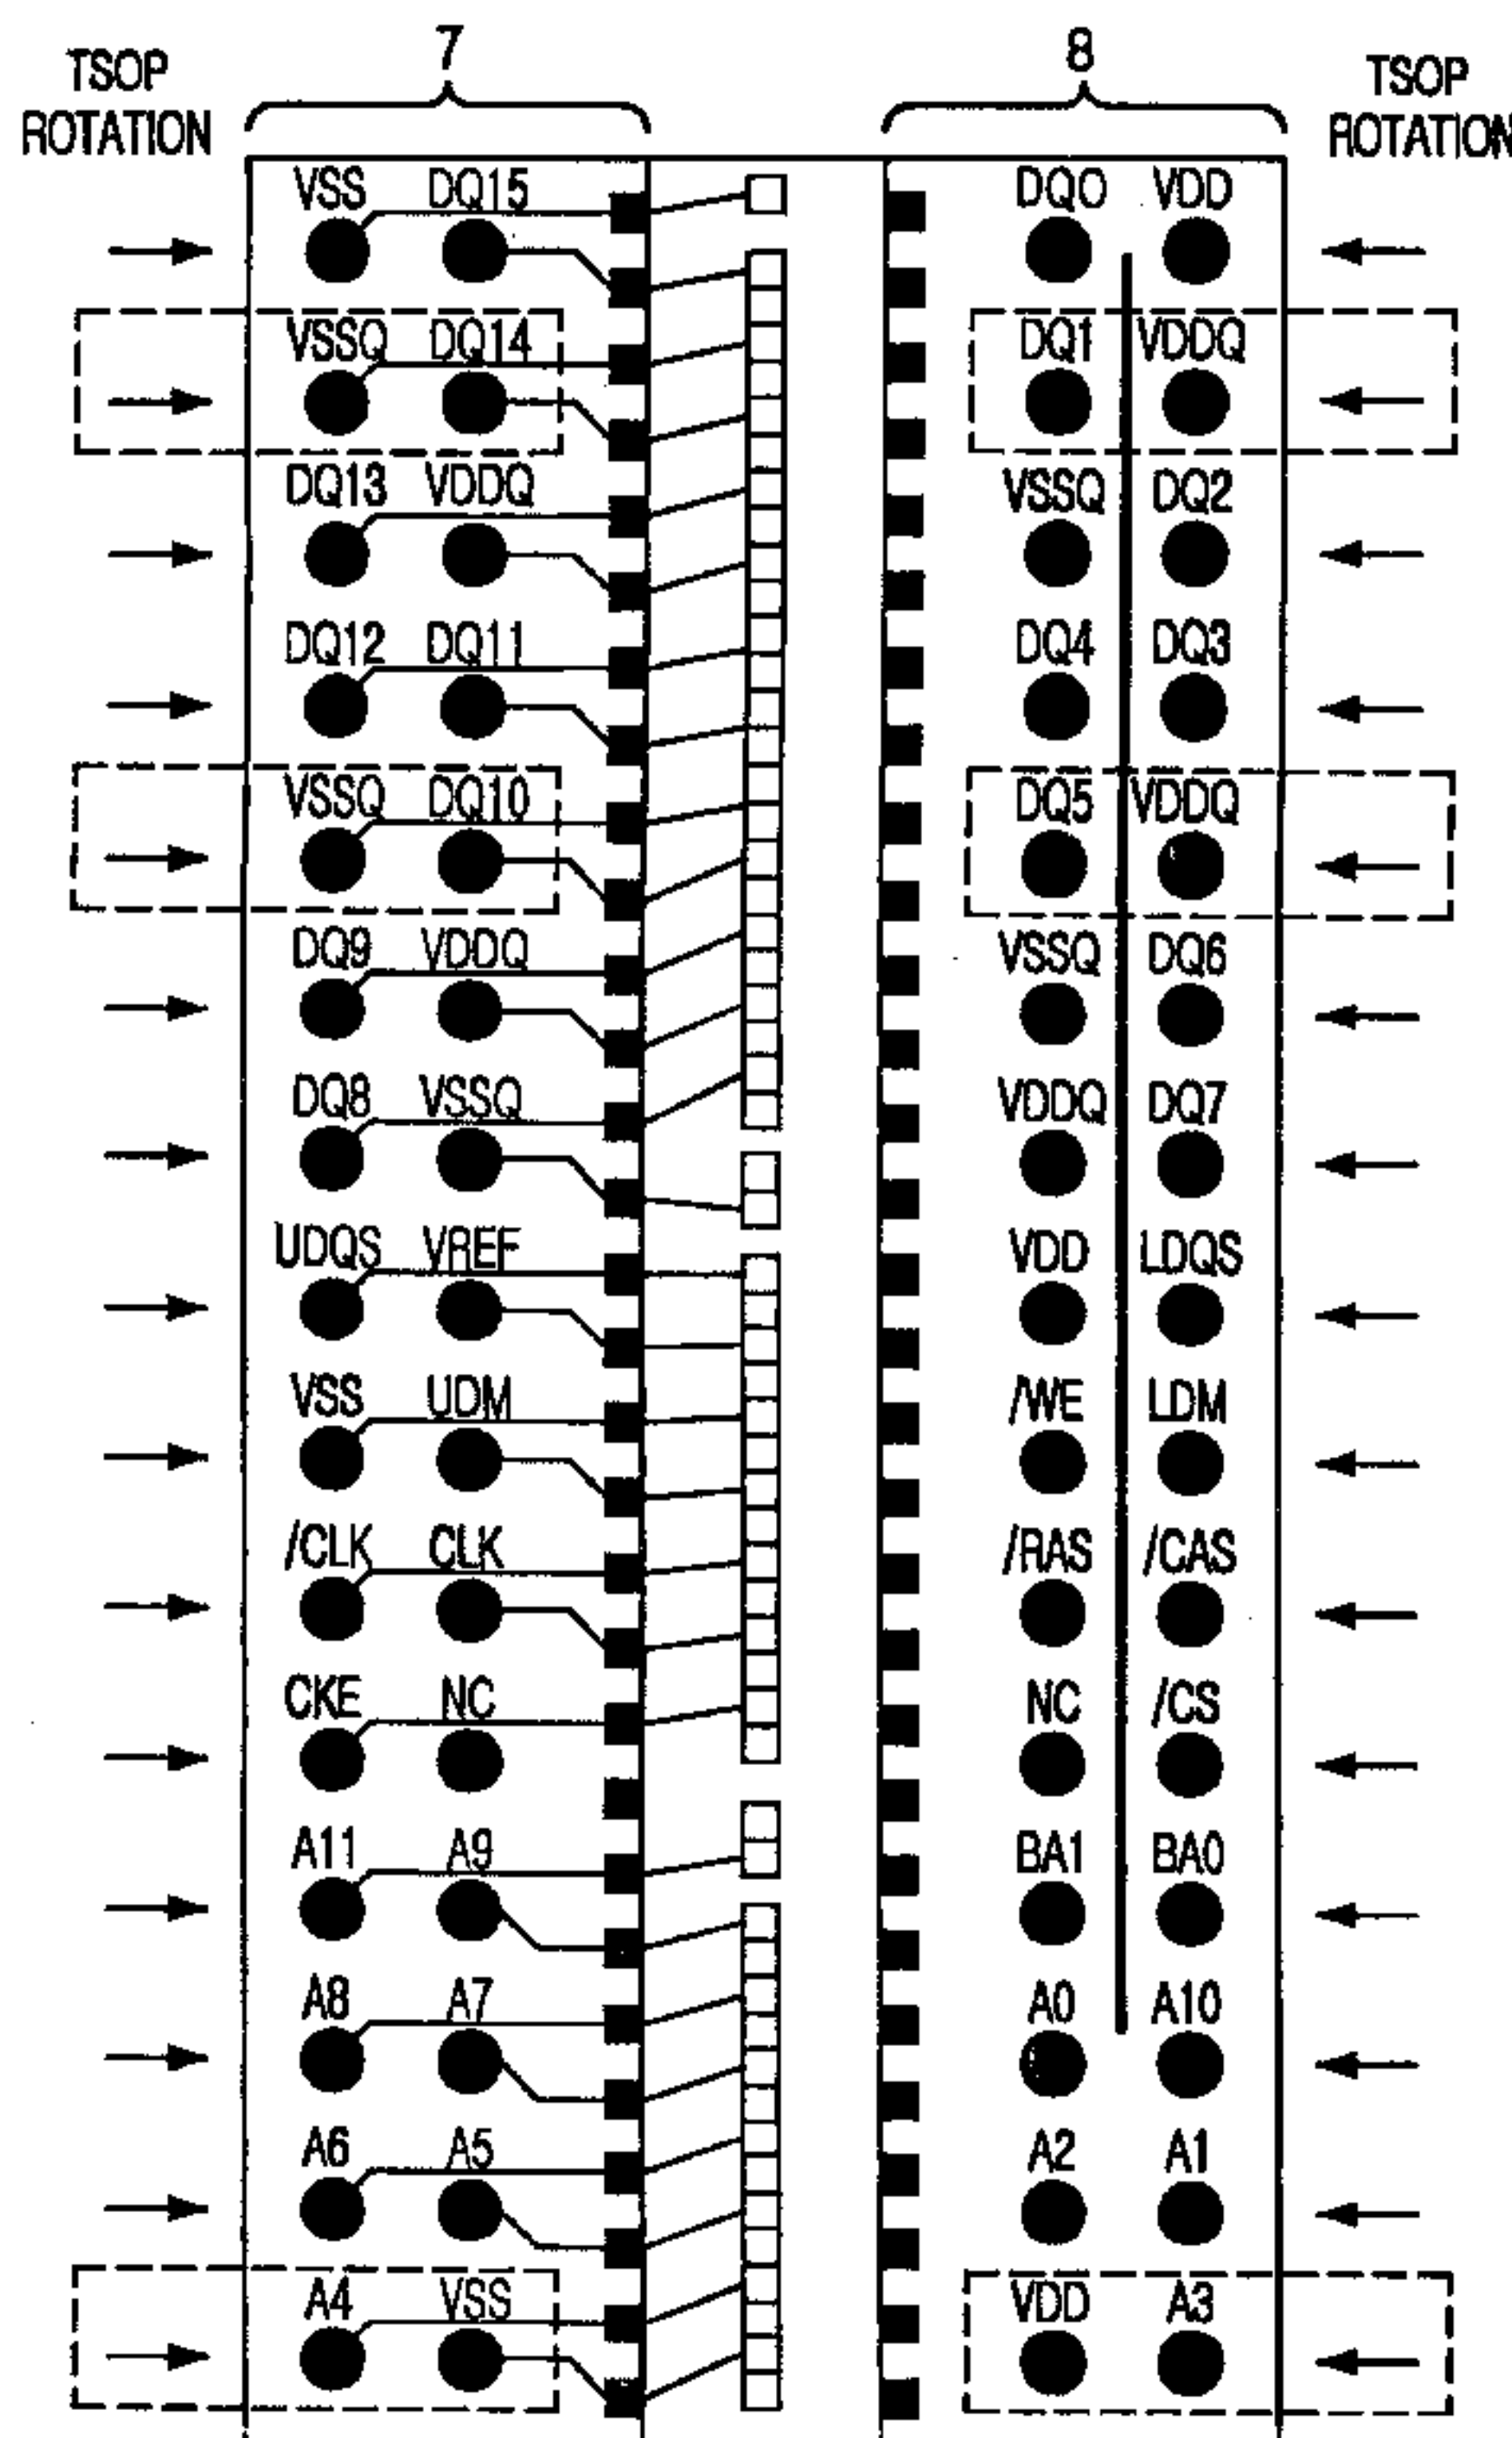 7 8
TSOP ROTATION TSOP ROTATION
VSS DQ15 DQ0 VDD
VSSQ DQ14 DQ1 VDDQ
DQ13 VDDQ VSSQ DQ2
DQ12 DQ11 DQ4 DQ3
VSSQ DQ10 DQ5 VDDQ
DQ9 VDDQ VSSQ DQ6
DQ8 VSSQ VDDQ DQ7
UDQS VREF VDD LDQS
VSS UDM /WE LDM
/CLK CLK /RAS /CAS
CKE NC NC /CS
A11 A9 BA1 BA0
A8 A7 A0 A10
A6 A5 A2 A1
A4 VSS VDD A3